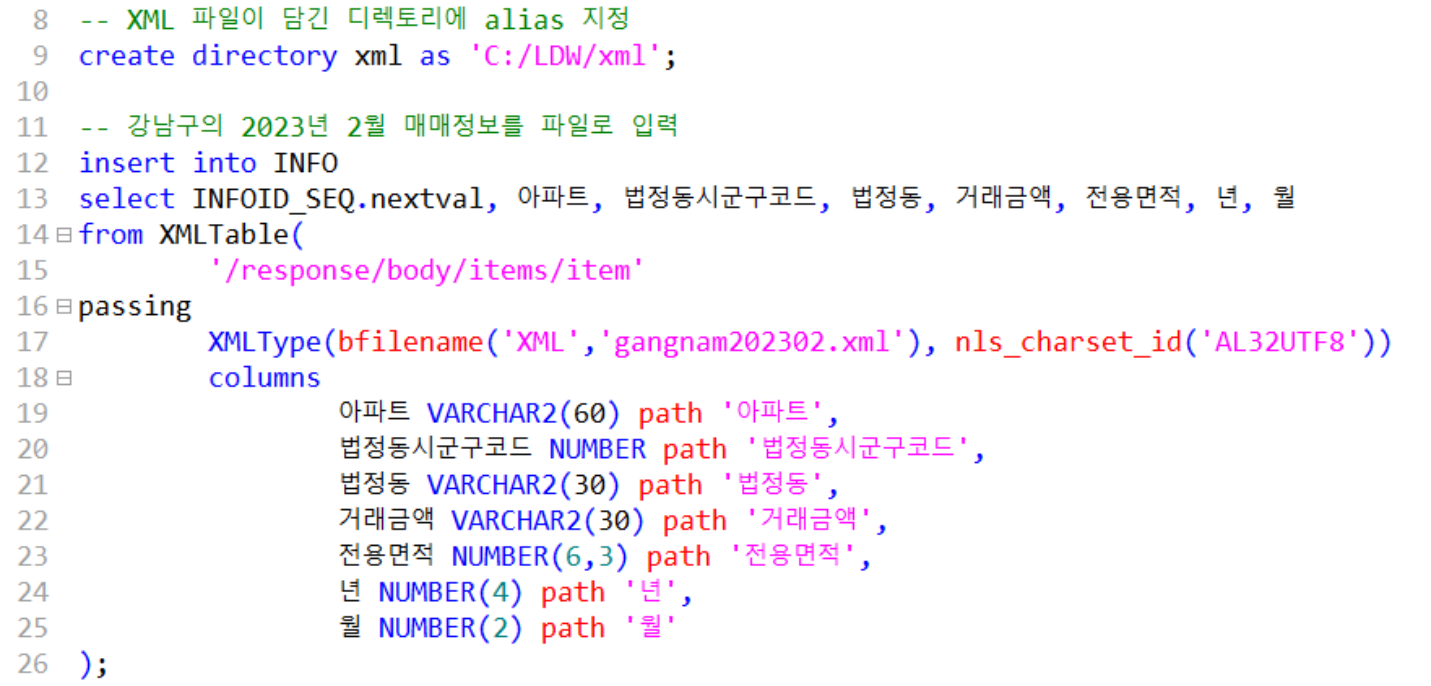 8 -- XML 파일이 담긴 디렉토리에 alias 지정
9 create directory xml as 'C:/LDW/xml';
10
11 -- 강남구의 2023년 2월 매매정보를 파일로 입력
12 insert into INFO
13 select INFOID_SEQ.nextval, 아파트, 법정동시군구코드, 법정동, 거래금액, 전용면적, 년, 월
14 from XMLTable(
15 '/response/body/items/item'
16 passing
17 XMLType(bfilename('XML','gangnam202302.xml'), nls_charset_id('AL32UTF8'))
18 columns
19 아파트 VARCHAR2(60) path '아파트',
20 법정동시군구코드 NUMBER path '법정동시군구코드',
21 법정동 VARCHAR2(30) path '법정동',
22 거래금액 VARCHAR2(30) path '거래금액',
23 전용면적 NUMBER(6,3) path '전용면적',
24 년 NUMBER(4) path '년',
25 월 NUMBER(2) path '월'
26 );